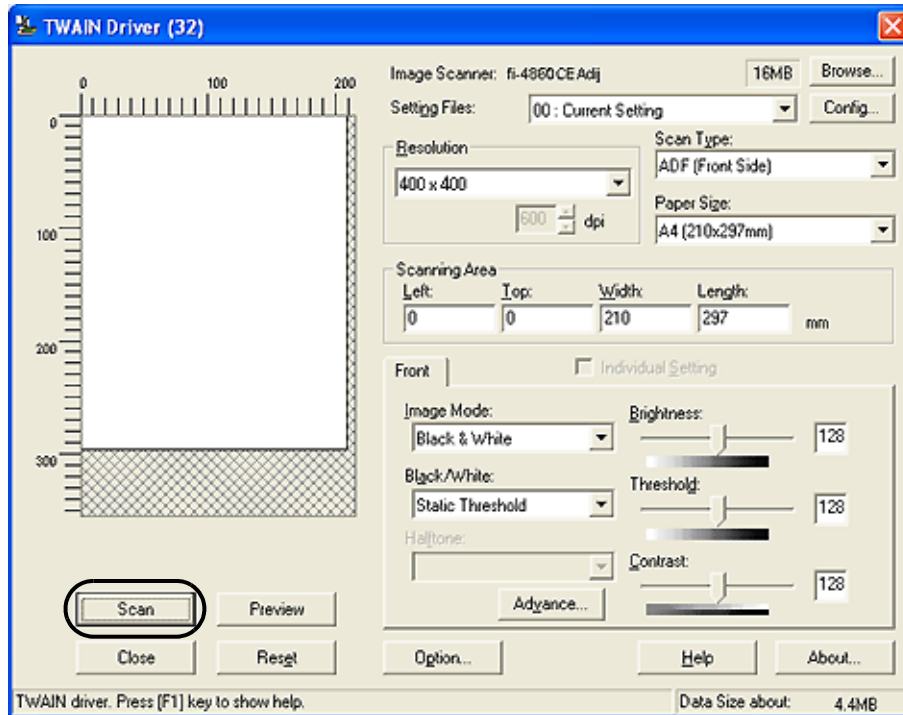 TWAIN Driver (32)
Image Scanner: fi-4860CEAdij 16MB Browse...
Setting Files: 00 : Current Setting Config...
0 100 200
0
100
200
300
Resolution
400 x 400
600 dpi
Scan Type:
ADF (Front Side)
Paper Size:
A4 (210x297mm)
Scanning Area
Left: Top: Width: Length:
0 0 210 297 mm
Front Individual Setting
Image Mode:
Black & White
Black/White:
Static Threshold
Halftone:
Advance...
Brightness:
128
Threshold:
128
Contrast:
128
Scan Preview
Close Reset Option... Help About...
TWAIN driver. Press [F1] key to show help. Data Size about: 4.4MB